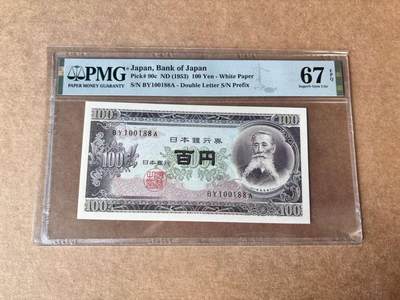 PMG
PAPER MONEY GUARANTY
Japan, Bank of Japan
Pick# 90c ND (1953) 100 Yen - White Paper
S/N BY100188A - Double Letter S/N Prefix
67 EPQ
Superb Gem Unc
100
100
BY100188A
日本銀行券
100
百円
日本銀行
BY100188A
100
100